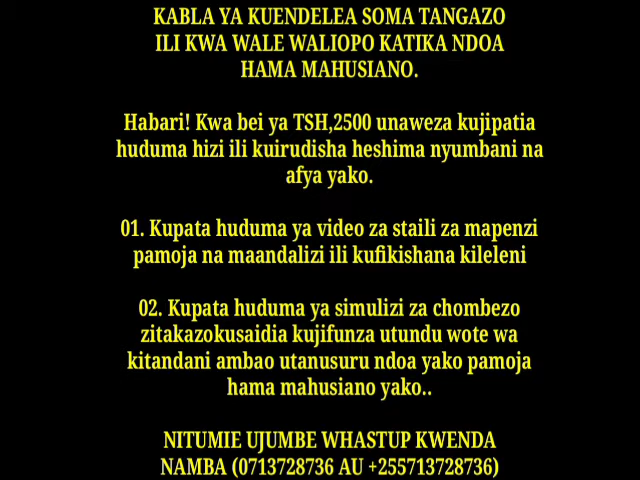 KABLA YA KUENDELEA SOMA TANGAZO
ILI KWA WALE WALIOPO KATIKA NDOA
HAMA MAHUSIANO.
Habari! Kwa bei ya TSH,2500 unaweza kujipatia
huduma hizi ili kuirudisha heshima nyumbani na
afya yako.
01. Kupata huduma ya video za staili za mapenzi
pamoja na maandalizi ili kufikishana kileleni
02. Kupata huduma ya simulizi za chombezo
zitakazokusaidia kujifunza utundu wote wa
kitandani ambao utanusuru ndoa yako pamoja
hama mahusiano yako..
NITUMIE UJUMBE WHASTUP KWENDA
NAMBA (0713728736 AU +255713728736)